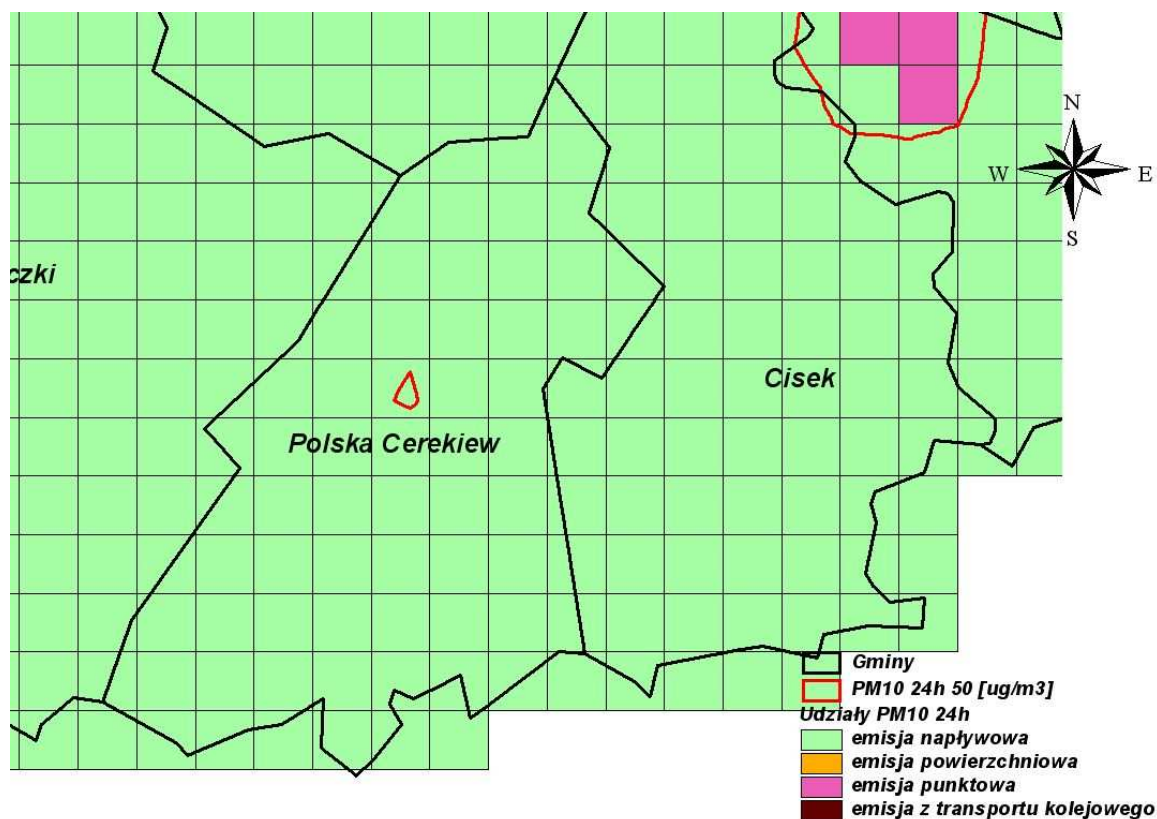 N
W E
S
czki
Cisek
Polska Cerekiew
Gminy
PM10 24h 50 [ug/m3]
Udziały PM10 24h
emisja napływowa
emisja powierzchniowa
emisja punktowa
emisja z transportu kolejowego